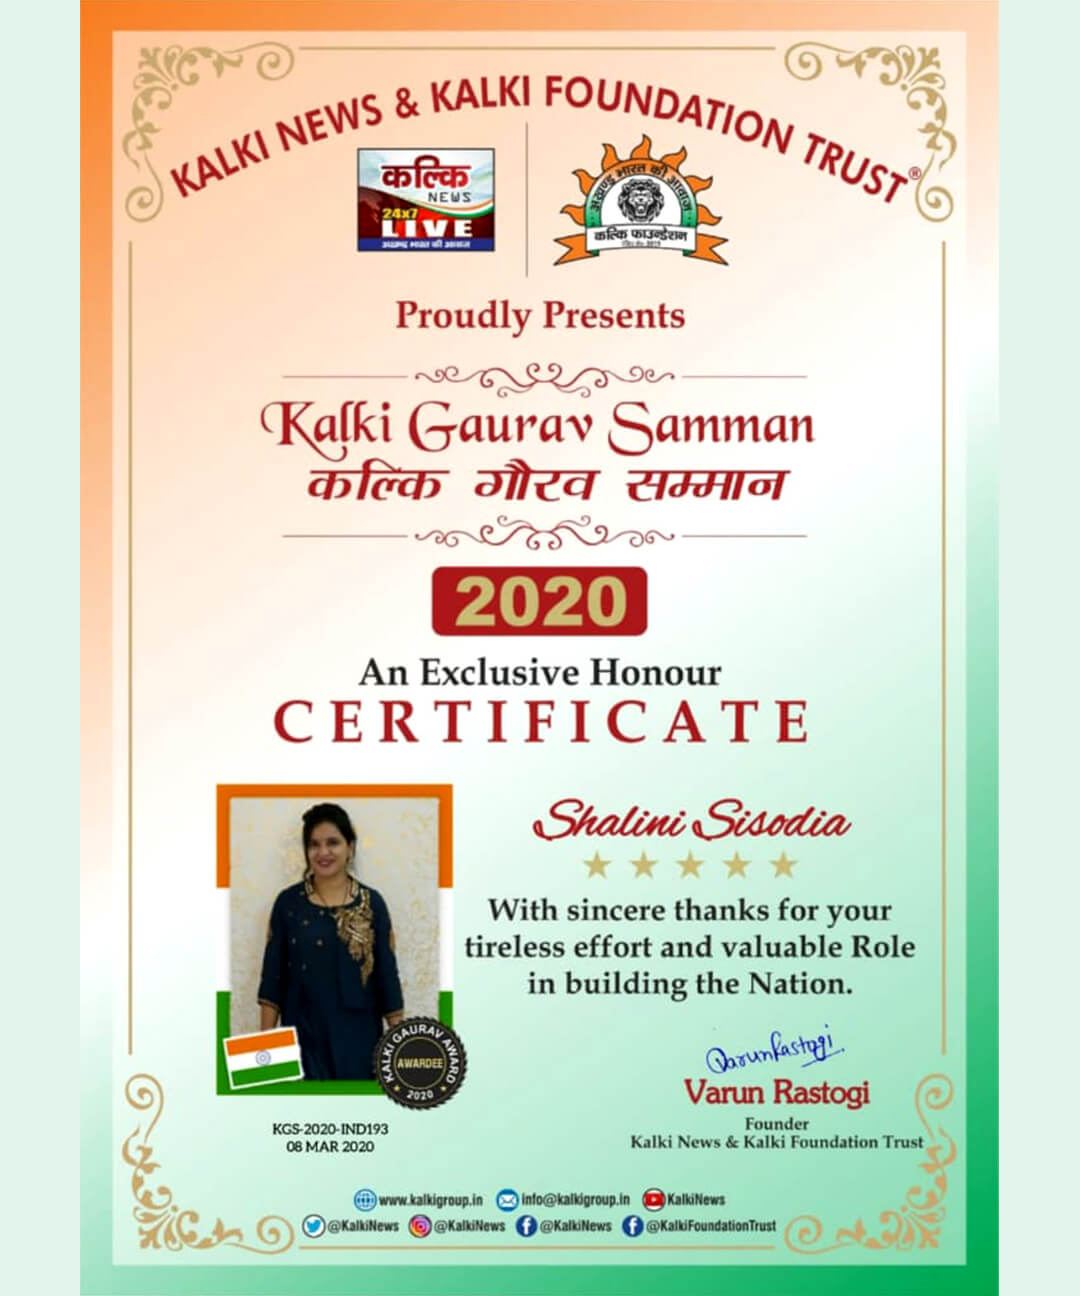 KALKI NEWS & KALKI FOUNDATION TRUST®
कल्कि
NEWS
24x7
LIVE
अखण्ड भारत की आवाज
अखण्ड भारत की आवाज
कल्कि फाउन्डेशन
Proudly Presents
Kalki Gaurav Samman
कल्कि गौरव सम्मान
2020
An Exclusive Honour
CERTIFICATE
Shalini Sisodia
With sincere thanks for your
tireless effort and valuable Role
in building the Nation.
KALKI GAURAV AWARD
AWARDEE
2020
KGS-2020-IND193
08 MAR 2020
Varun Rastogi
Varun Rastogi
Founder
Kalki News & Kalki Foundation Trust
www.kalkigroup.in info@kalkigroup.in KalkiNews
@KalkiNews @KalkiNews @KalkiNews @KalkiFoundationTrust